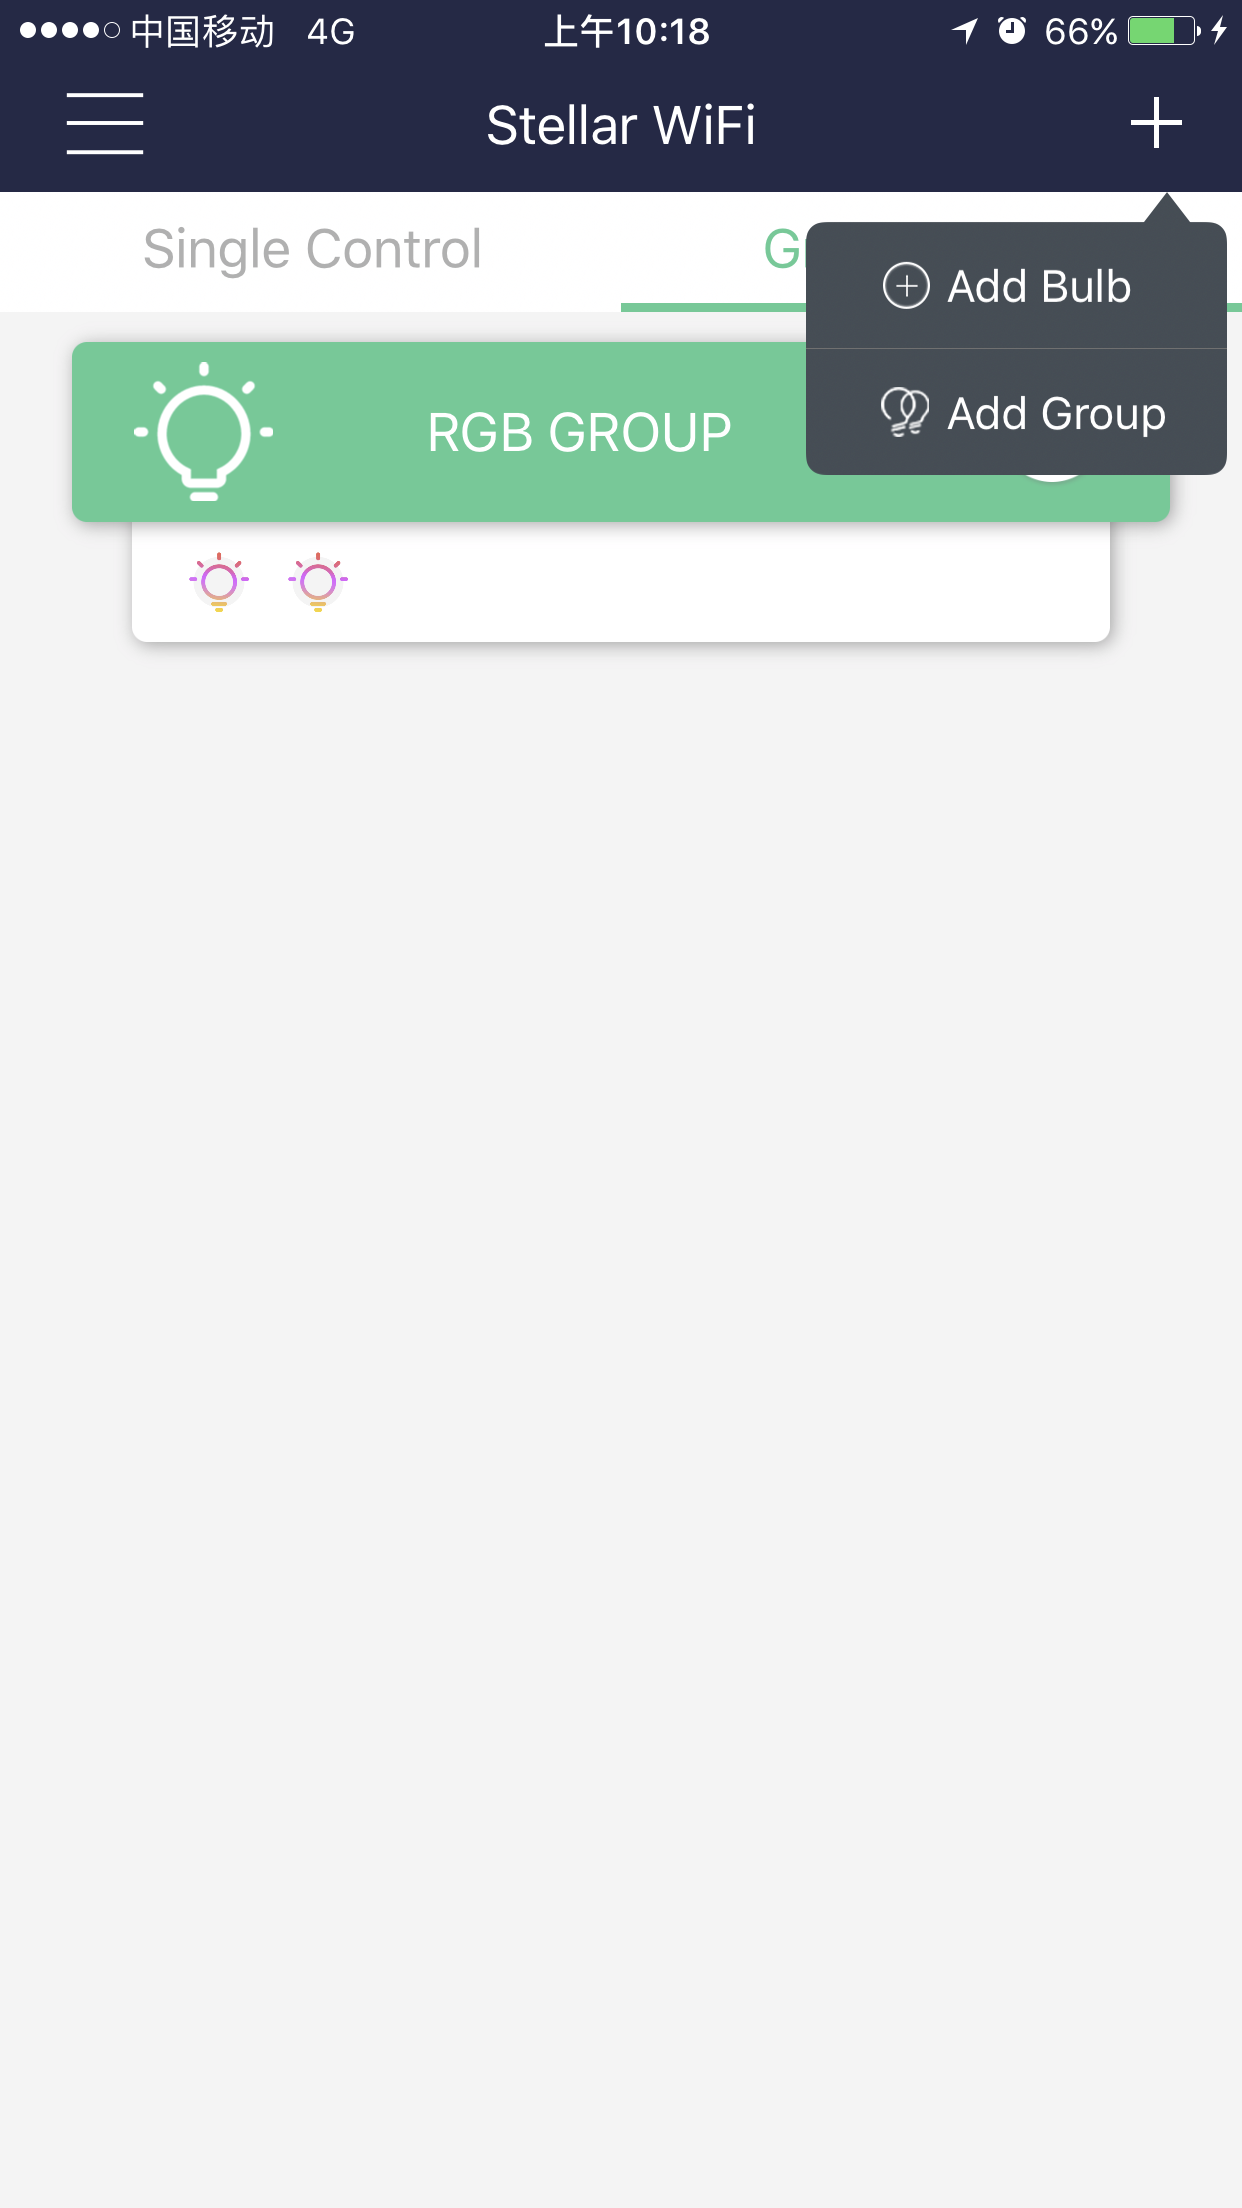 中国移动 4G 上午10:18 66%
Stellar WiFi
Single Control
Add Bulb
RGB GROUP
Add Group